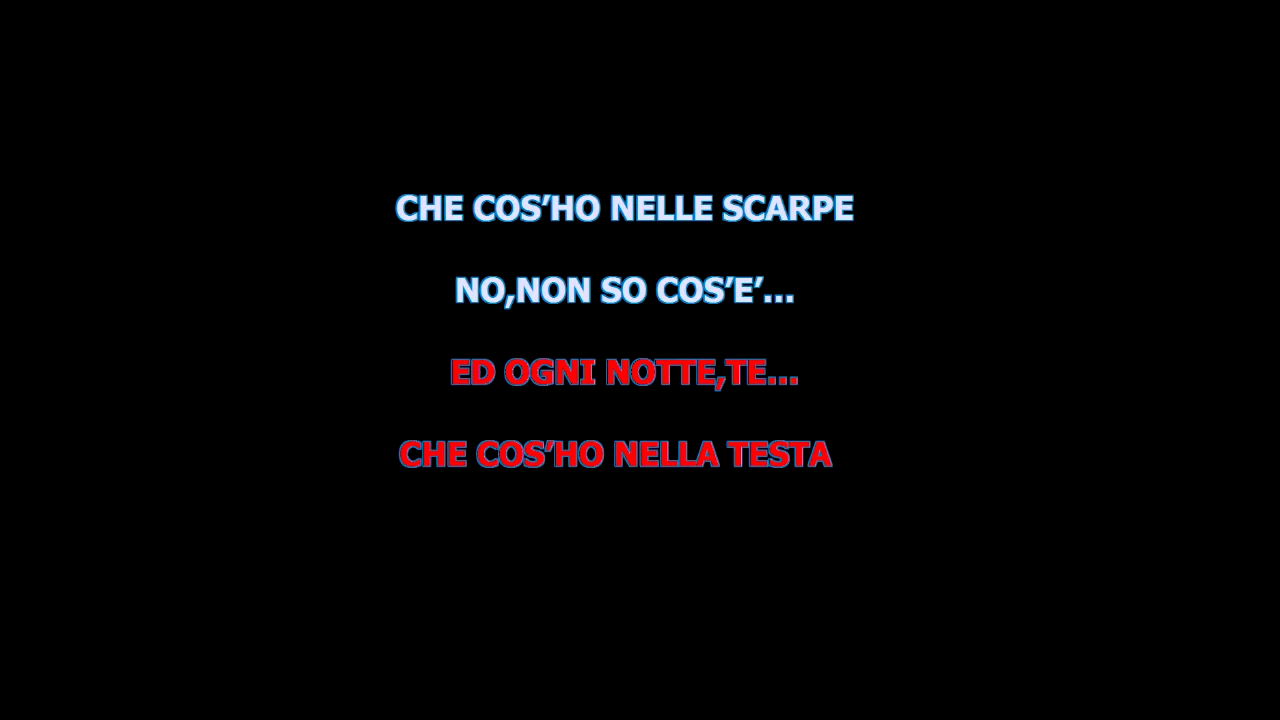 CHE COS’HO NELLE SCARPE
NO,NON SO COS’E’...
ED OGNI NOTTE,TE...
CHE COS’HO NELLA TESTA